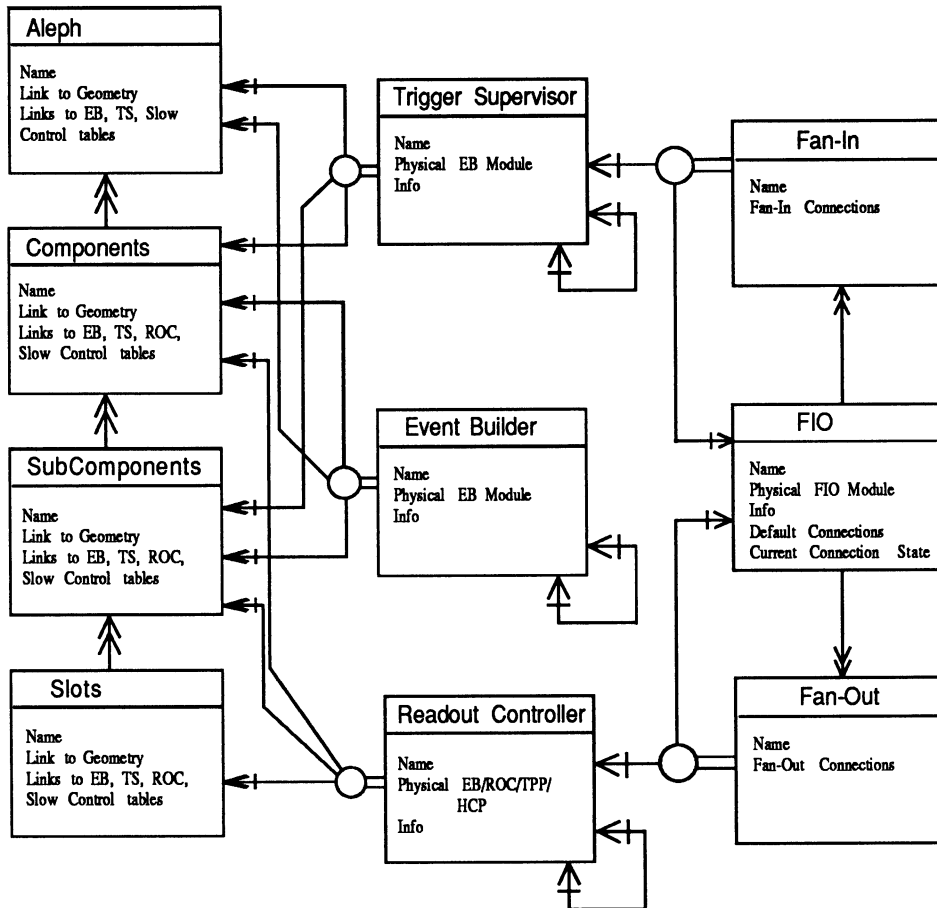 Aleph
Name
Link to Geometry
Links to EB, TS, Slow
Control tables
Components
Name
Link to Geometry
Links to EB, TS, ROC,
Slow Control tables
SubComponents
Name
Link to Geometry
Links to EB, TS, ROC,
Slow Control tables
Slots
Name
Link to Geometry
Links to EB, TS, ROC,
Slow Control tables
Trigger Supervisor
Name
Physical EB Module
Info
Event Builder
Name
Physical EB Module
Info
Readout Controller
Name
Physical EB/ROC/TPP/
HCP
Info
Fan-In
Name
Fan-In Connections
FIO
Name
Physical FIO Module
Info
Default Connections
Current Connection State
Fan-Out
Name
Fan-Out Connections